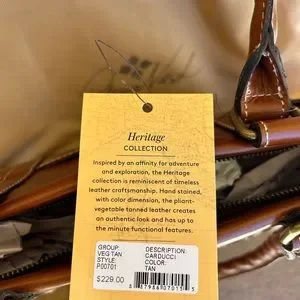 Heritage
COLLECTION
Inspired by an affinity for adventure
and exploration, the Heritage
collection is reminiscent of timeless
leather craftsmanship. Hand stained,
with color dimension, the pliant-
vegetable tanned leather creates
an authentic look and has up to
the minute functional features.
GROUP: DESCRIPTION:
VEG TAN CARDUCCI
STYLE: COLOR:
P00701 TAN
$229.00